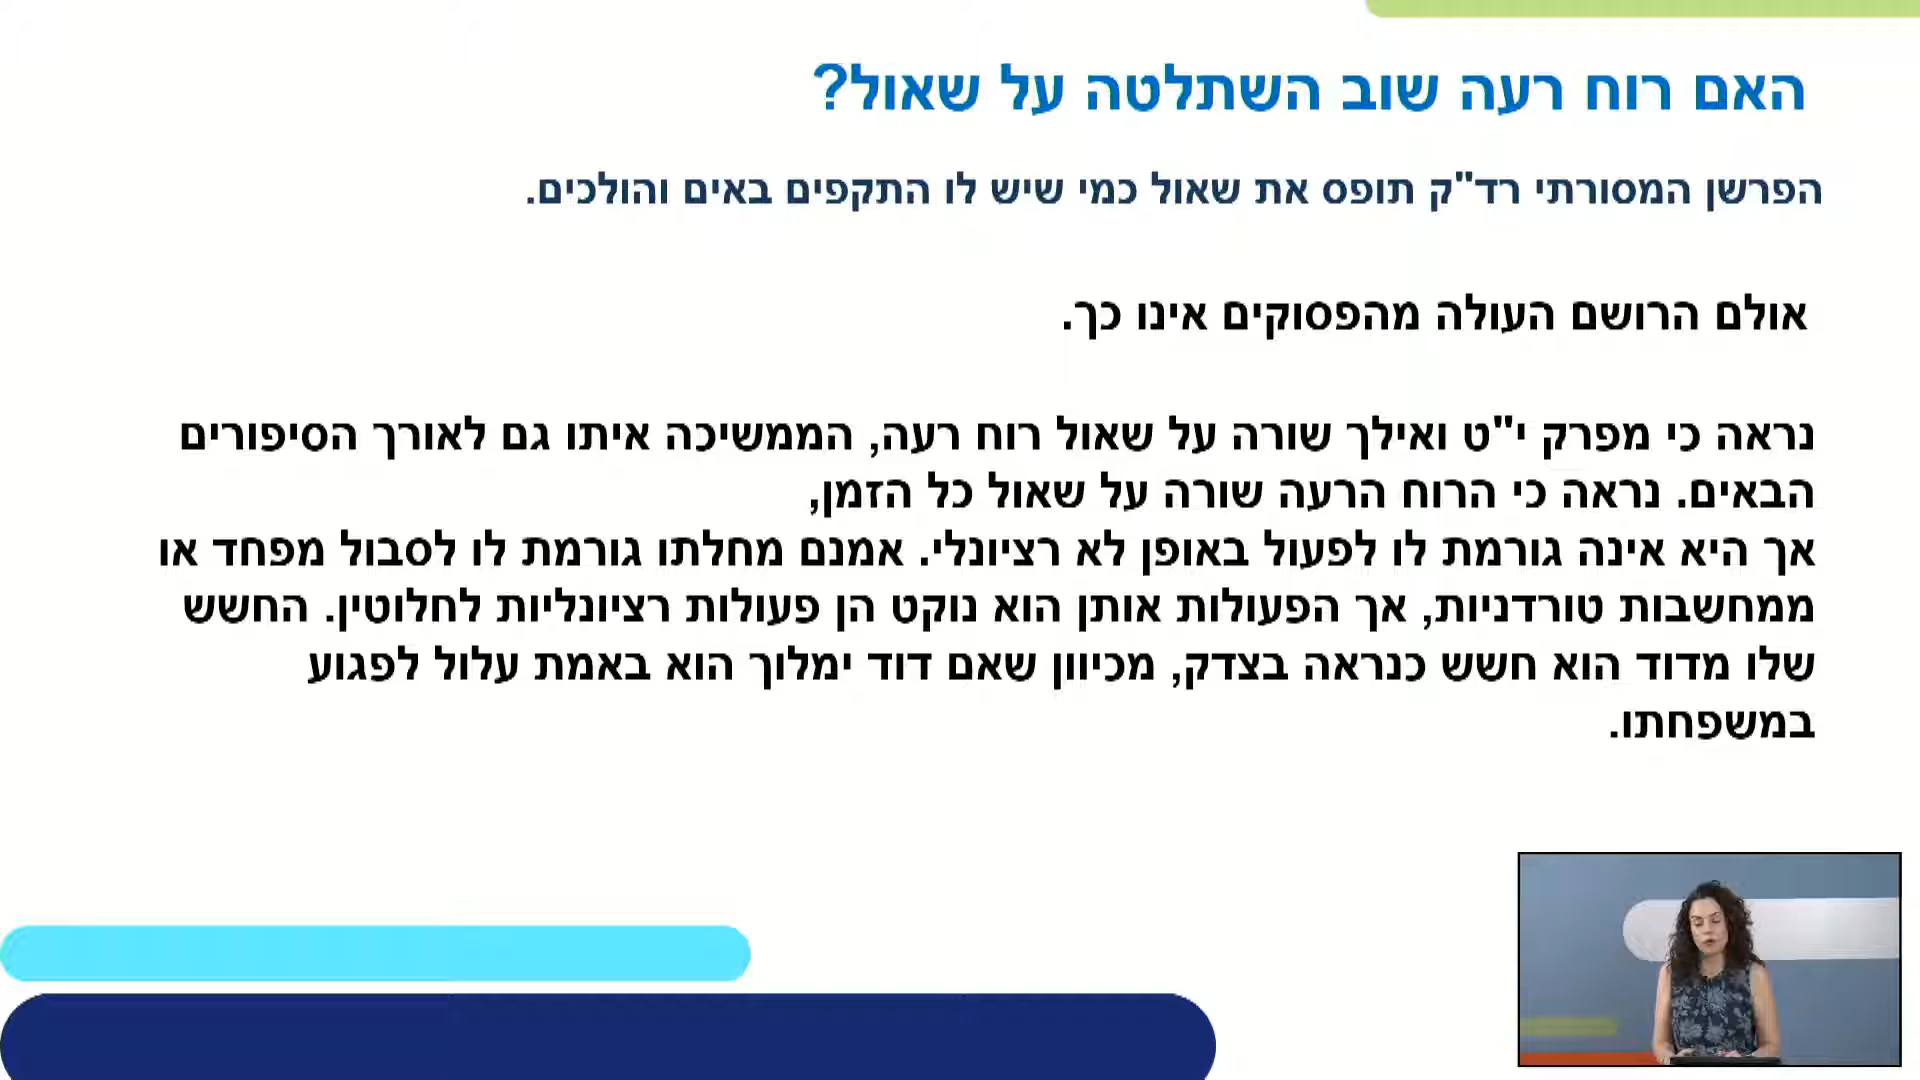 האם רוח רעה שוב השתלטה על שאול?
הפרשן המסורתי רד"ק תופס את שאול כמי שיש לו התקפים באים והולכים.
אולם הרושם העולה מהפסוקים אינו כך.
נראה כי מפרק י"ט ואילך שורה על שאול רוח רעה, הממשיכה איתו גם לאורך הסיפורים
הבאים. נראה כי הרוח הרעה שורה על שאול כל הזמן,
אך היא אינה גורמת לו לפעול באופן לא רציונלי. אמנם מחלתו גורמת לו לסבול מפחד או
ממחשבות טורדניות, אך הפעולות אותן הוא נוקט הן פעולות רציונליות לחלוטין. החשש
שלו מדוד הוא חשש כנראה בצדק, מכיוון שאם דוד ימלוך הוא באמת עלול לפגוע
במשפחתו.